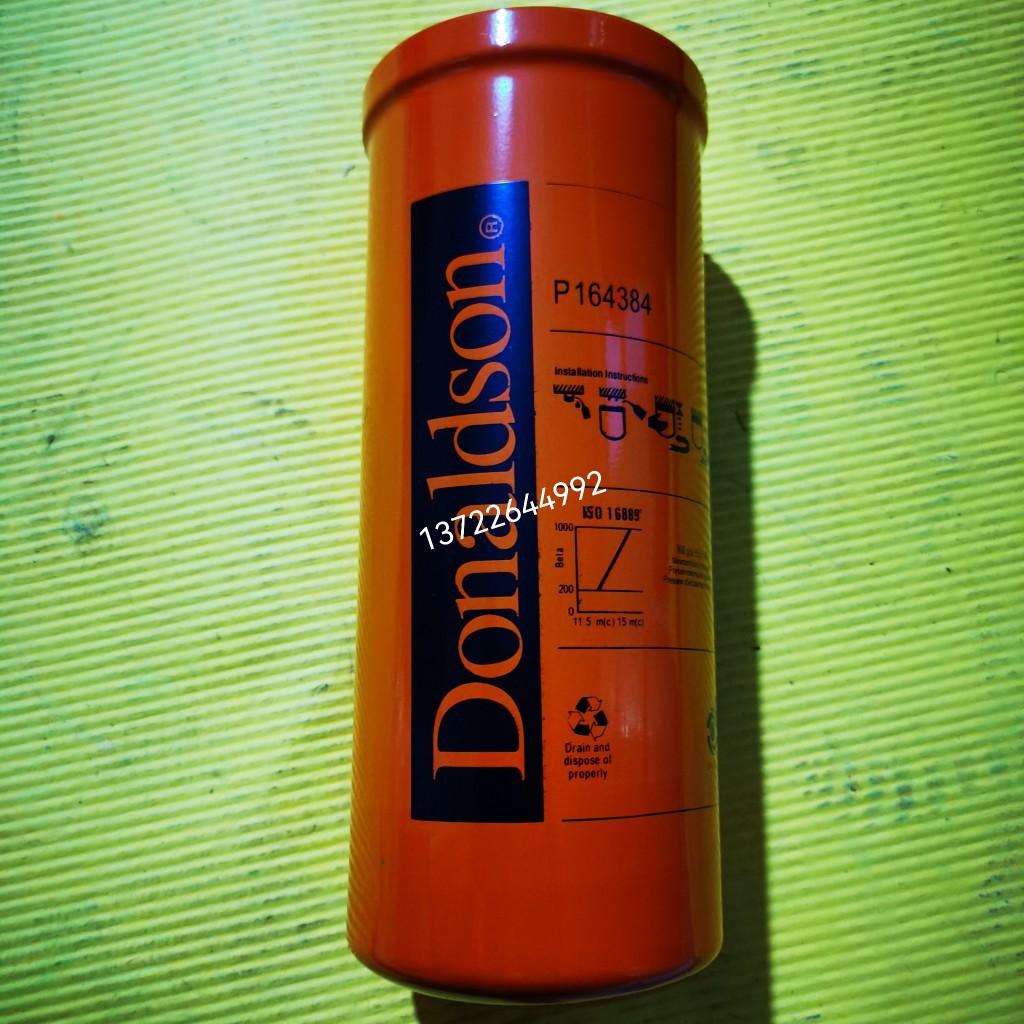 Donaldson®
P164384
Installation Instructions
13722644992
ISO 16889
1000
Beta
200
0
11.5 m(c) 15 m(c)
Drain and
dispose of
properly